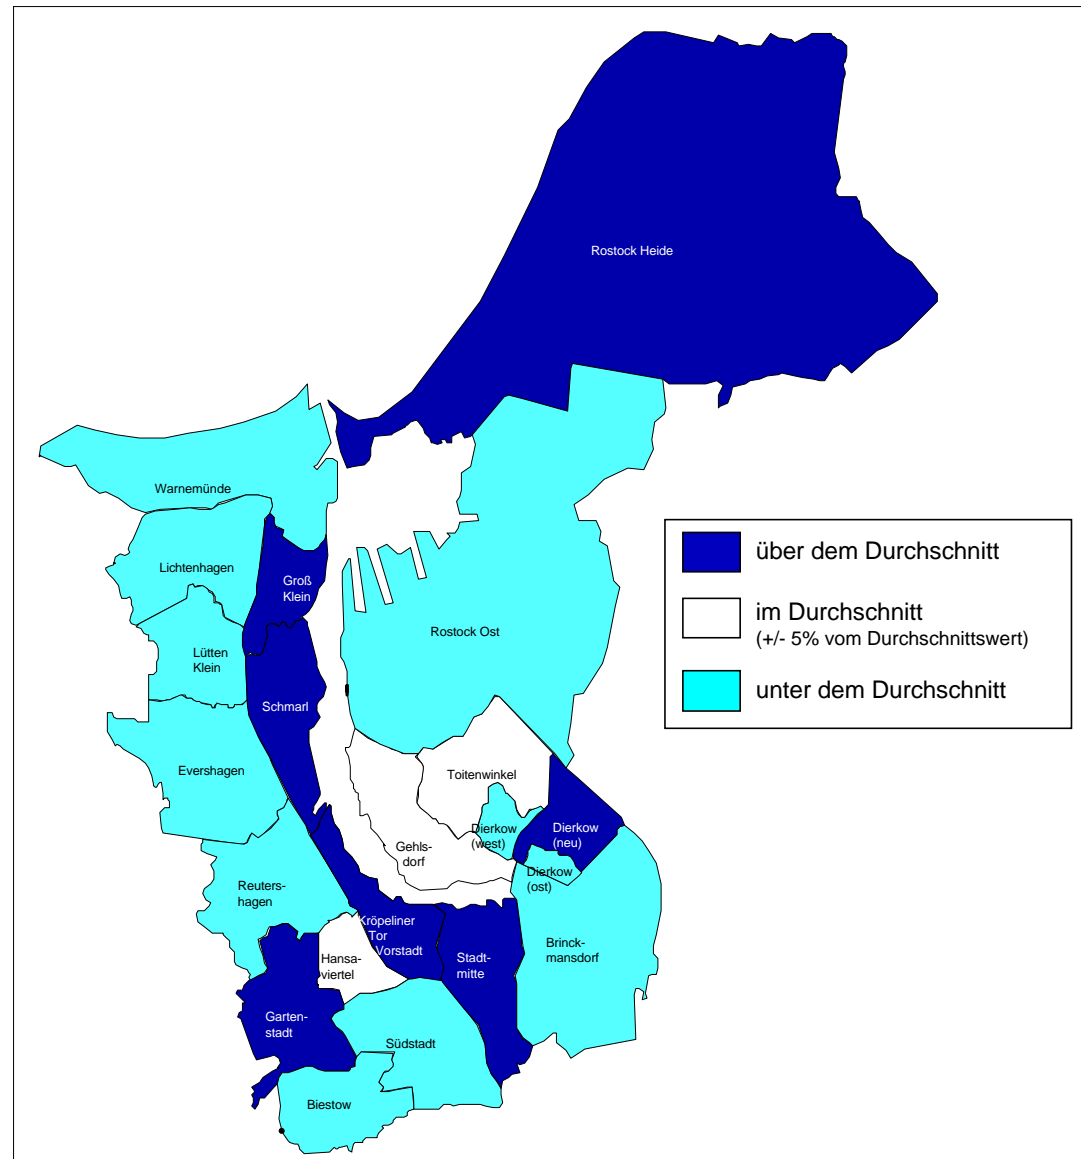 Rostock Heide
Warnemünde
Lichtenhagen
Groß
Klein
Rostock Ost
Lütten
Klein
Schmarl
Evershagen
Toitenwinkel
Dierkow
(west)
Dierkow
(neu)
Gehls-
dorf
Dierkow
(ost)
Reuters-
hagen
Kröpeliner
Tor
Vorstadt
Hansa-
viertel
Stadt-
mitte
Brinck-
mansdorf
Garten-
stadt
Südstadt
Biestow
über dem Durchschnitt
im Durchschnitt
(+/- 5% vom Durchschnittswert)
unter dem Durchschnitt